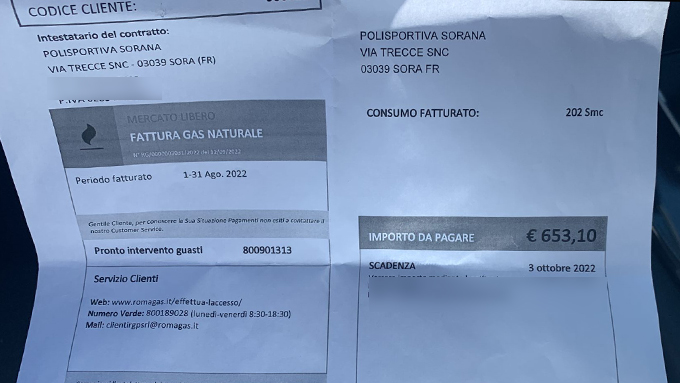 CODICE CLIENTE:
Intestatario del contratto:
POLISPORTIVA SORANA
VIA TRECCE SNC - 03039 SORA (FR)
MERCATO LIBERO
FATTURA GAS NATURALE
Periodo fatturato 1-31 Ago. 2022
Gentile Cliente, per conoscere la Sua Situazione Pagamenti non esiti a contattare il
nostro Customer Service.
Pronto intervento guasti 800901313
Servizio Clienti
Web: www.romagas.it/effettua-laccesso/
Numero Verde: 800189028 (lunedì-venerdì 8:30-18:30)
Mail: clientirgpsrl@romagas.it
POLISPORTIVA SORANA
VIA TRECCE SNC
03039 SORA FR
CONSUMO FATTURATO: 202 Smc
IMPORTO DA PAGARE € 653,10
SCADENZA 3 ottobre 2022